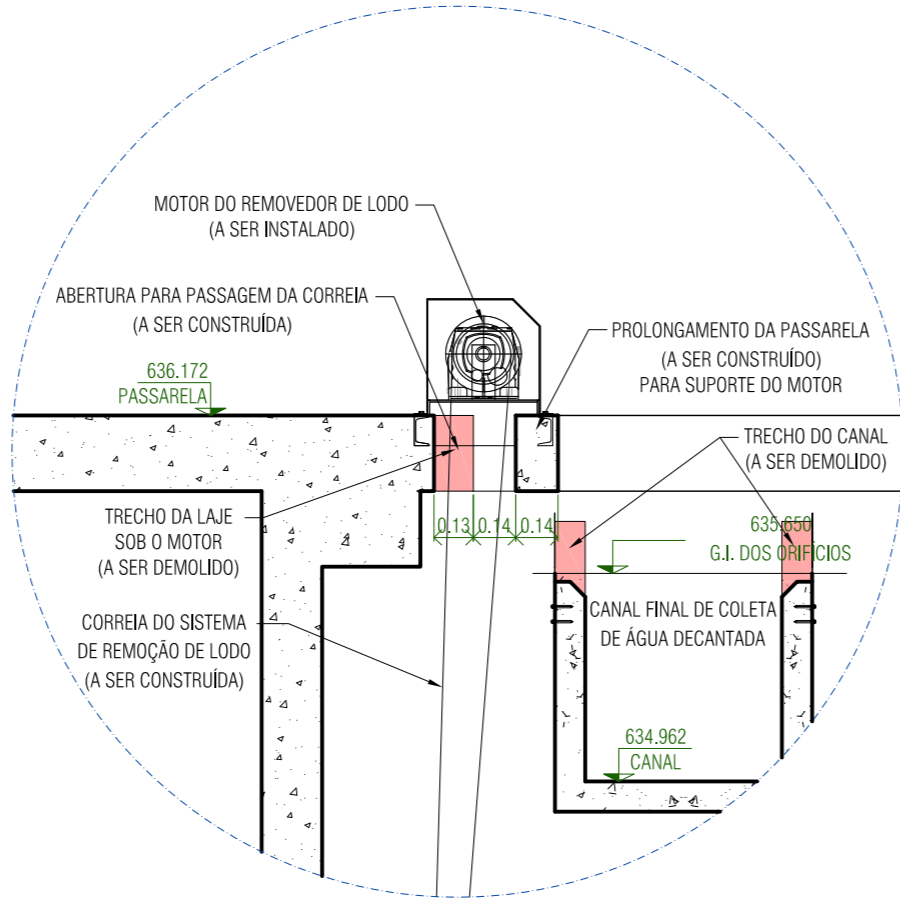 MOTOR DO REMOVEDOR DE LODO
(A SER INSTALADO)
ABERTURA PARA PASSAGEM DA CORREIA
(A SER CONSTRUÍDA)
PROLONGAMENTO DA PASSARELA
(A SER CONSTRUÍDO)
PARA SUPORTE DO MOTOR
636.172
PASSARELA
TRECHO DO CANAL
(A SER DEMOLIDO)
TRECHO DA LAJE
SOB O MOTOR
(A SER DEMOLIDO)
0.13 0.14 0.14
635.650
G.I. DOS ORIFÍCIOS
CORREIA DO SISTEMA
DE REMOÇÃO DE LODO
(A SER CONSTRUÍDA)
CANAL FINAL DE COLETA
DE ÁGUA DECANTADA
634.962
CANAL